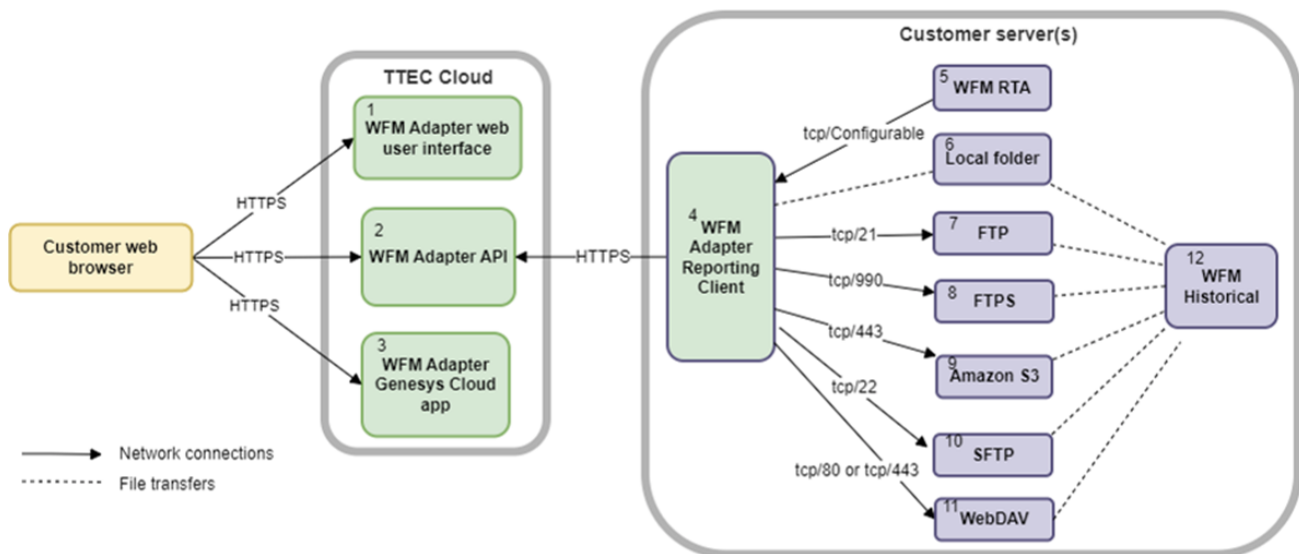 Customer server(s)
TTEC Cloud
1
WFM Adapter web
user interface
2
WFM Adapter API
3
WFM Adapter
Genesys Cloud
app
Customer web
browser
HTTPS
HTTPS
HTTPS
HTTPS
4
WFM
Adapter
Reporting
Client
tcp/Configurable
tcp/21
tcp/990
tcp/443
tcp/22
tcp/80 or tcp/443
5
WFM RTA
6
Local folder
7
FTP
8
FTPS
9
Amazon S3
10
SFTP
11
WebDAV
12
WFM
Historical
Network connections
File transfers